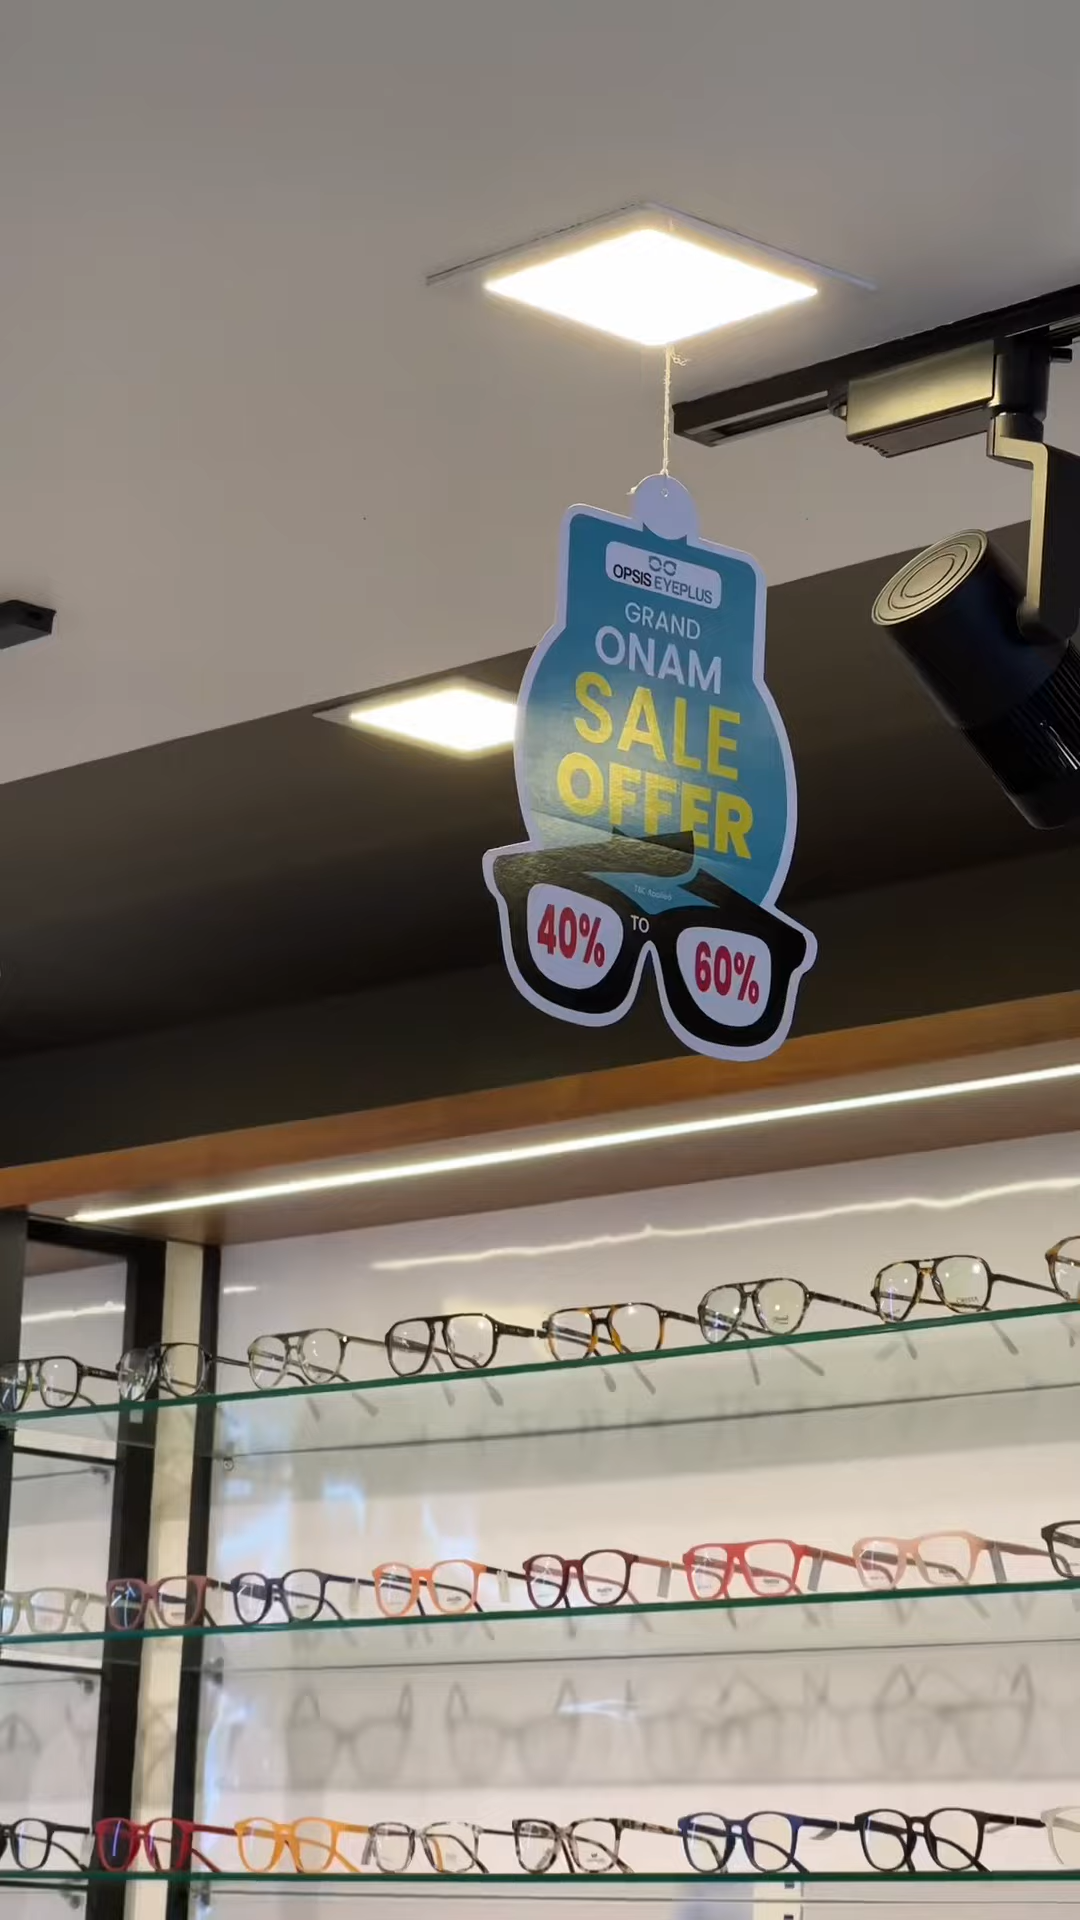 OPSIS EYEPLUS
GRAND
ONAM
SALE
OFFER
T&C Applied
40% TO 60%